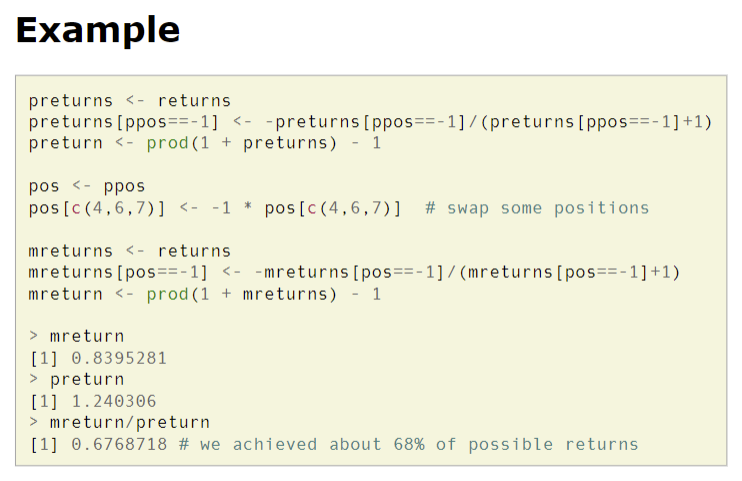 Example
preturns <- returns
preturns[ppos==-1] <- -preturns[ppos==-1]/(preturns[ppos==-1]+1)
preturn <- prod(1 + preturns) - 1
pos <- ppos
pos[c(4,6,7)] <- -1 * pos[c(4,6,7)]  # swap some positions
mreturns <- returns
mreturns[pos==-1] <- -mreturns[pos==-1]/(mreturns[pos==-1]+1)
mreturn <- prod(1 + mreturns) - 1
> mreturn
[1] 0.8395281
> preturn
[1] 1.240306
> mreturn/preturn
[1] 0.6768718 # we achieved about 68% of possible returns